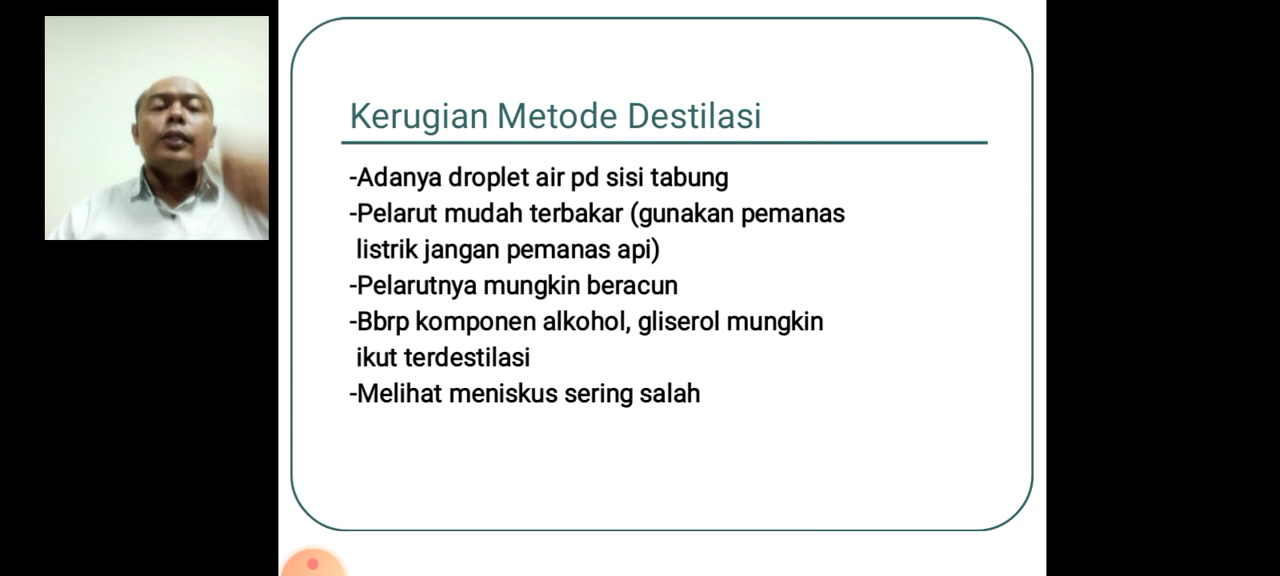 Kerugian Metode Destilasi
-Adanya droplet air pd sisi tabung
-Pelarut mudah terbakar (gunakan pemanas
listrik jangan pemanas api)
-Pelarutnya mungkin beracun
-Bbrp komponen alkohol, gliserol mungkin
ikut terdestilasi
-Melihat meniskus sering salah